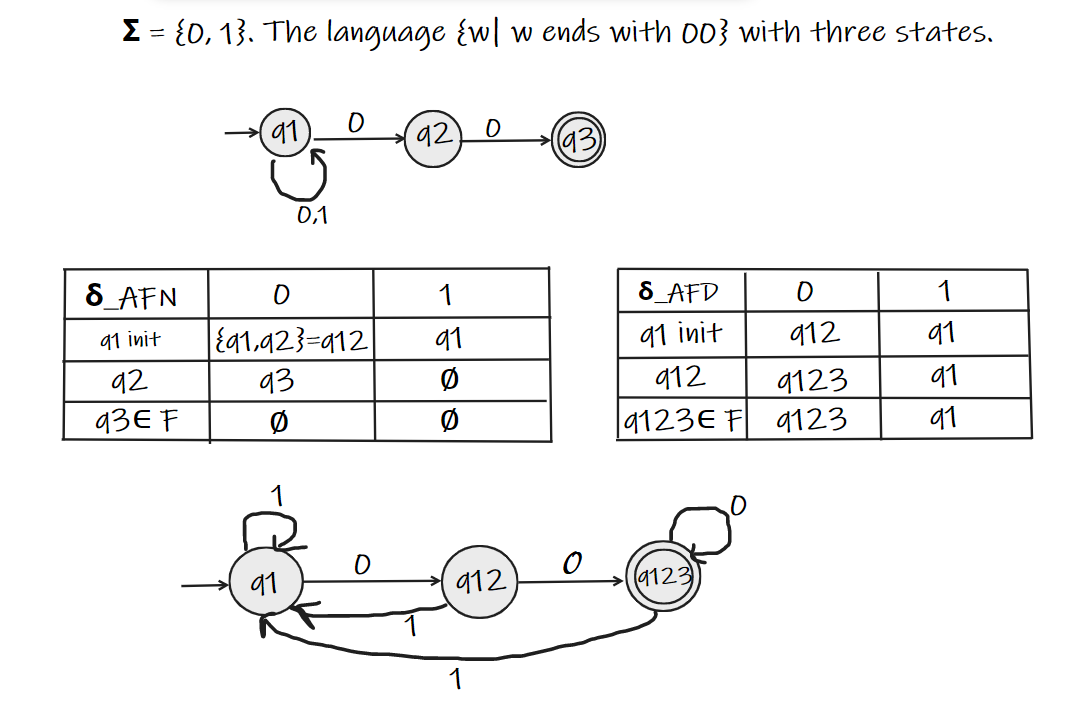 Σ = {0, 1}. The language {w| w ends with 00} with three states.
q1 0 q2 0 q3
0,1
δ_AFN 0 1
q1 init {q1,q2}=q12 q1
q2 q3 Ø
q3∈ F Ø Ø
δ_AFD 0 1
q1 init q12 q1
q12 q123 q1
q123∈ F q123 q1
1 0
q1 0 q12 0 q123
1
1